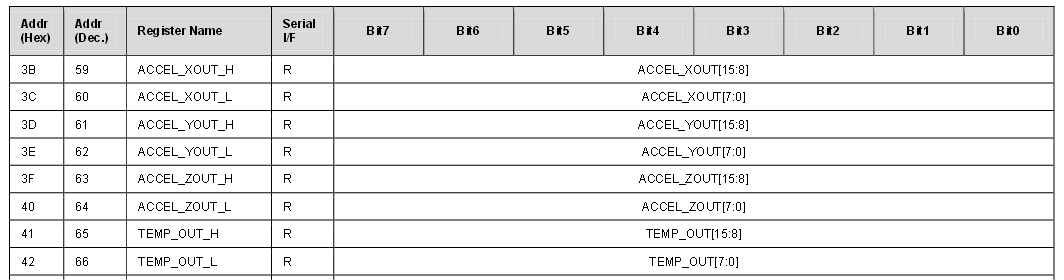 Addr (Hex) Addr (Dec.) Register Name Serial I/F Bit7 Bit6 Bit5 Bit4 Bit3 Bit2 Bit1 Bit0
3B 59 ACCEL_XOUT_H R ACCEL_XOUT[15:8]
3C 60 ACCEL_XOUT_L R ACCEL_XOUT[7:0]
3D 61 ACCEL_YOUT_H R ACCEL_YOUT[15:8]
3E 62 ACCEL_YOUT_L R ACCEL_YOUT[7:0]
3F 63 ACCEL_ZOUT_H R ACCEL_ZOUT[15:8]
40 64 ACCEL_ZOUT_L R ACCEL_ZOUT[7:0]
41 65 TEMP_OUT_H R TEMP_OUT[15:8]
42 66 TEMP_OUT_L R TEMP_OUT[7:0]